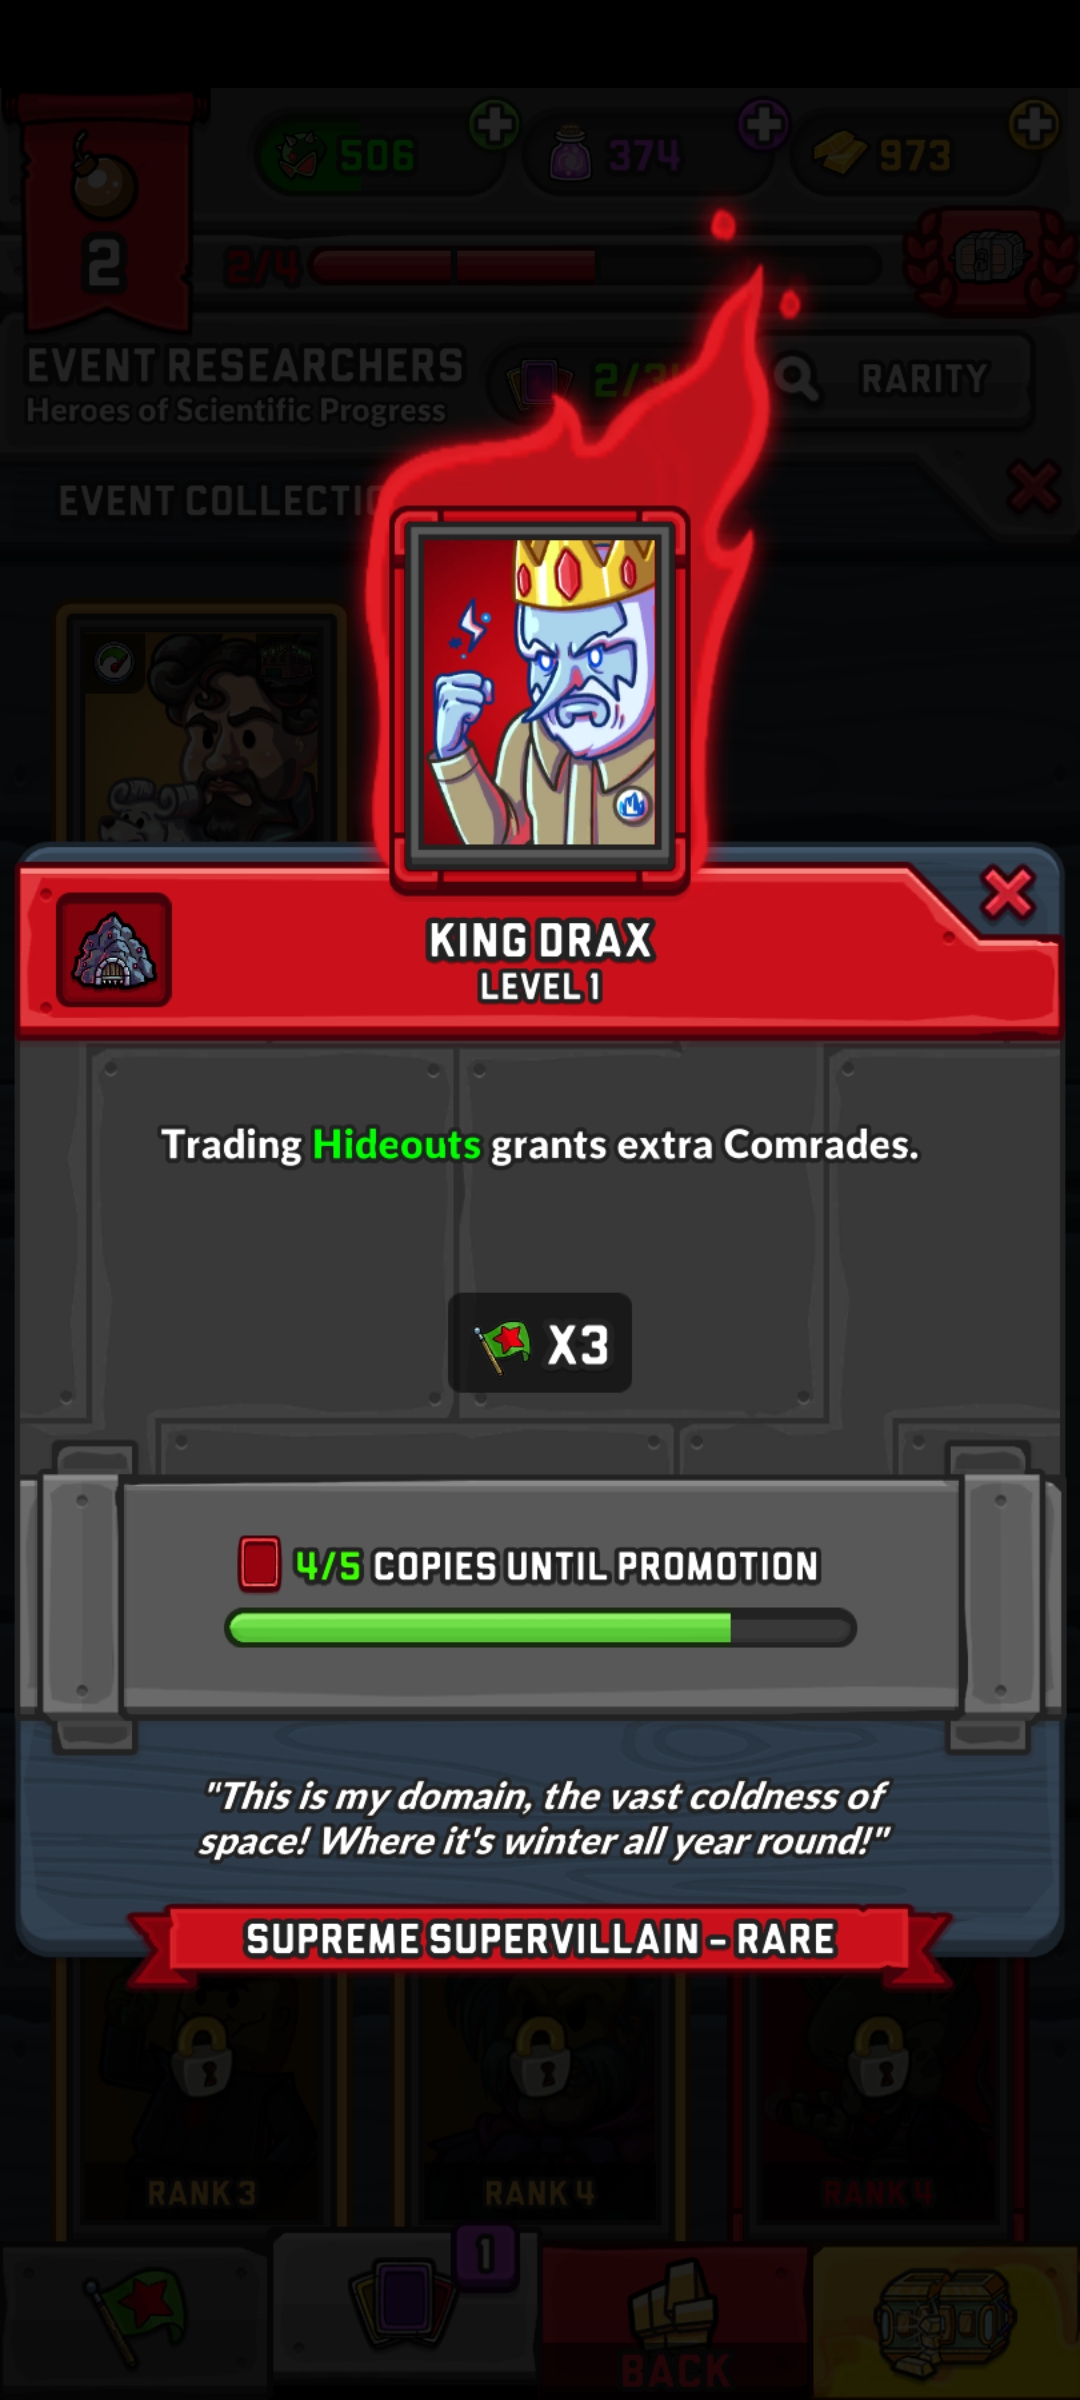 506
374
973
2
2/4
EVENT RESEARCHERS
Heroes of Scientific Progress
RARITY
KING DRAX
LEVEL 1
Trading Hideouts grants extra Comrades.
X3
4/5 COPIES UNTIL PROMOTION
"This is my domain, the vast coldness of
space! Where it's winter all year round!"
SUPREME SUPERVILLAIN - RARE
RANK 3
RANK 4
RANK 4
1
BACK